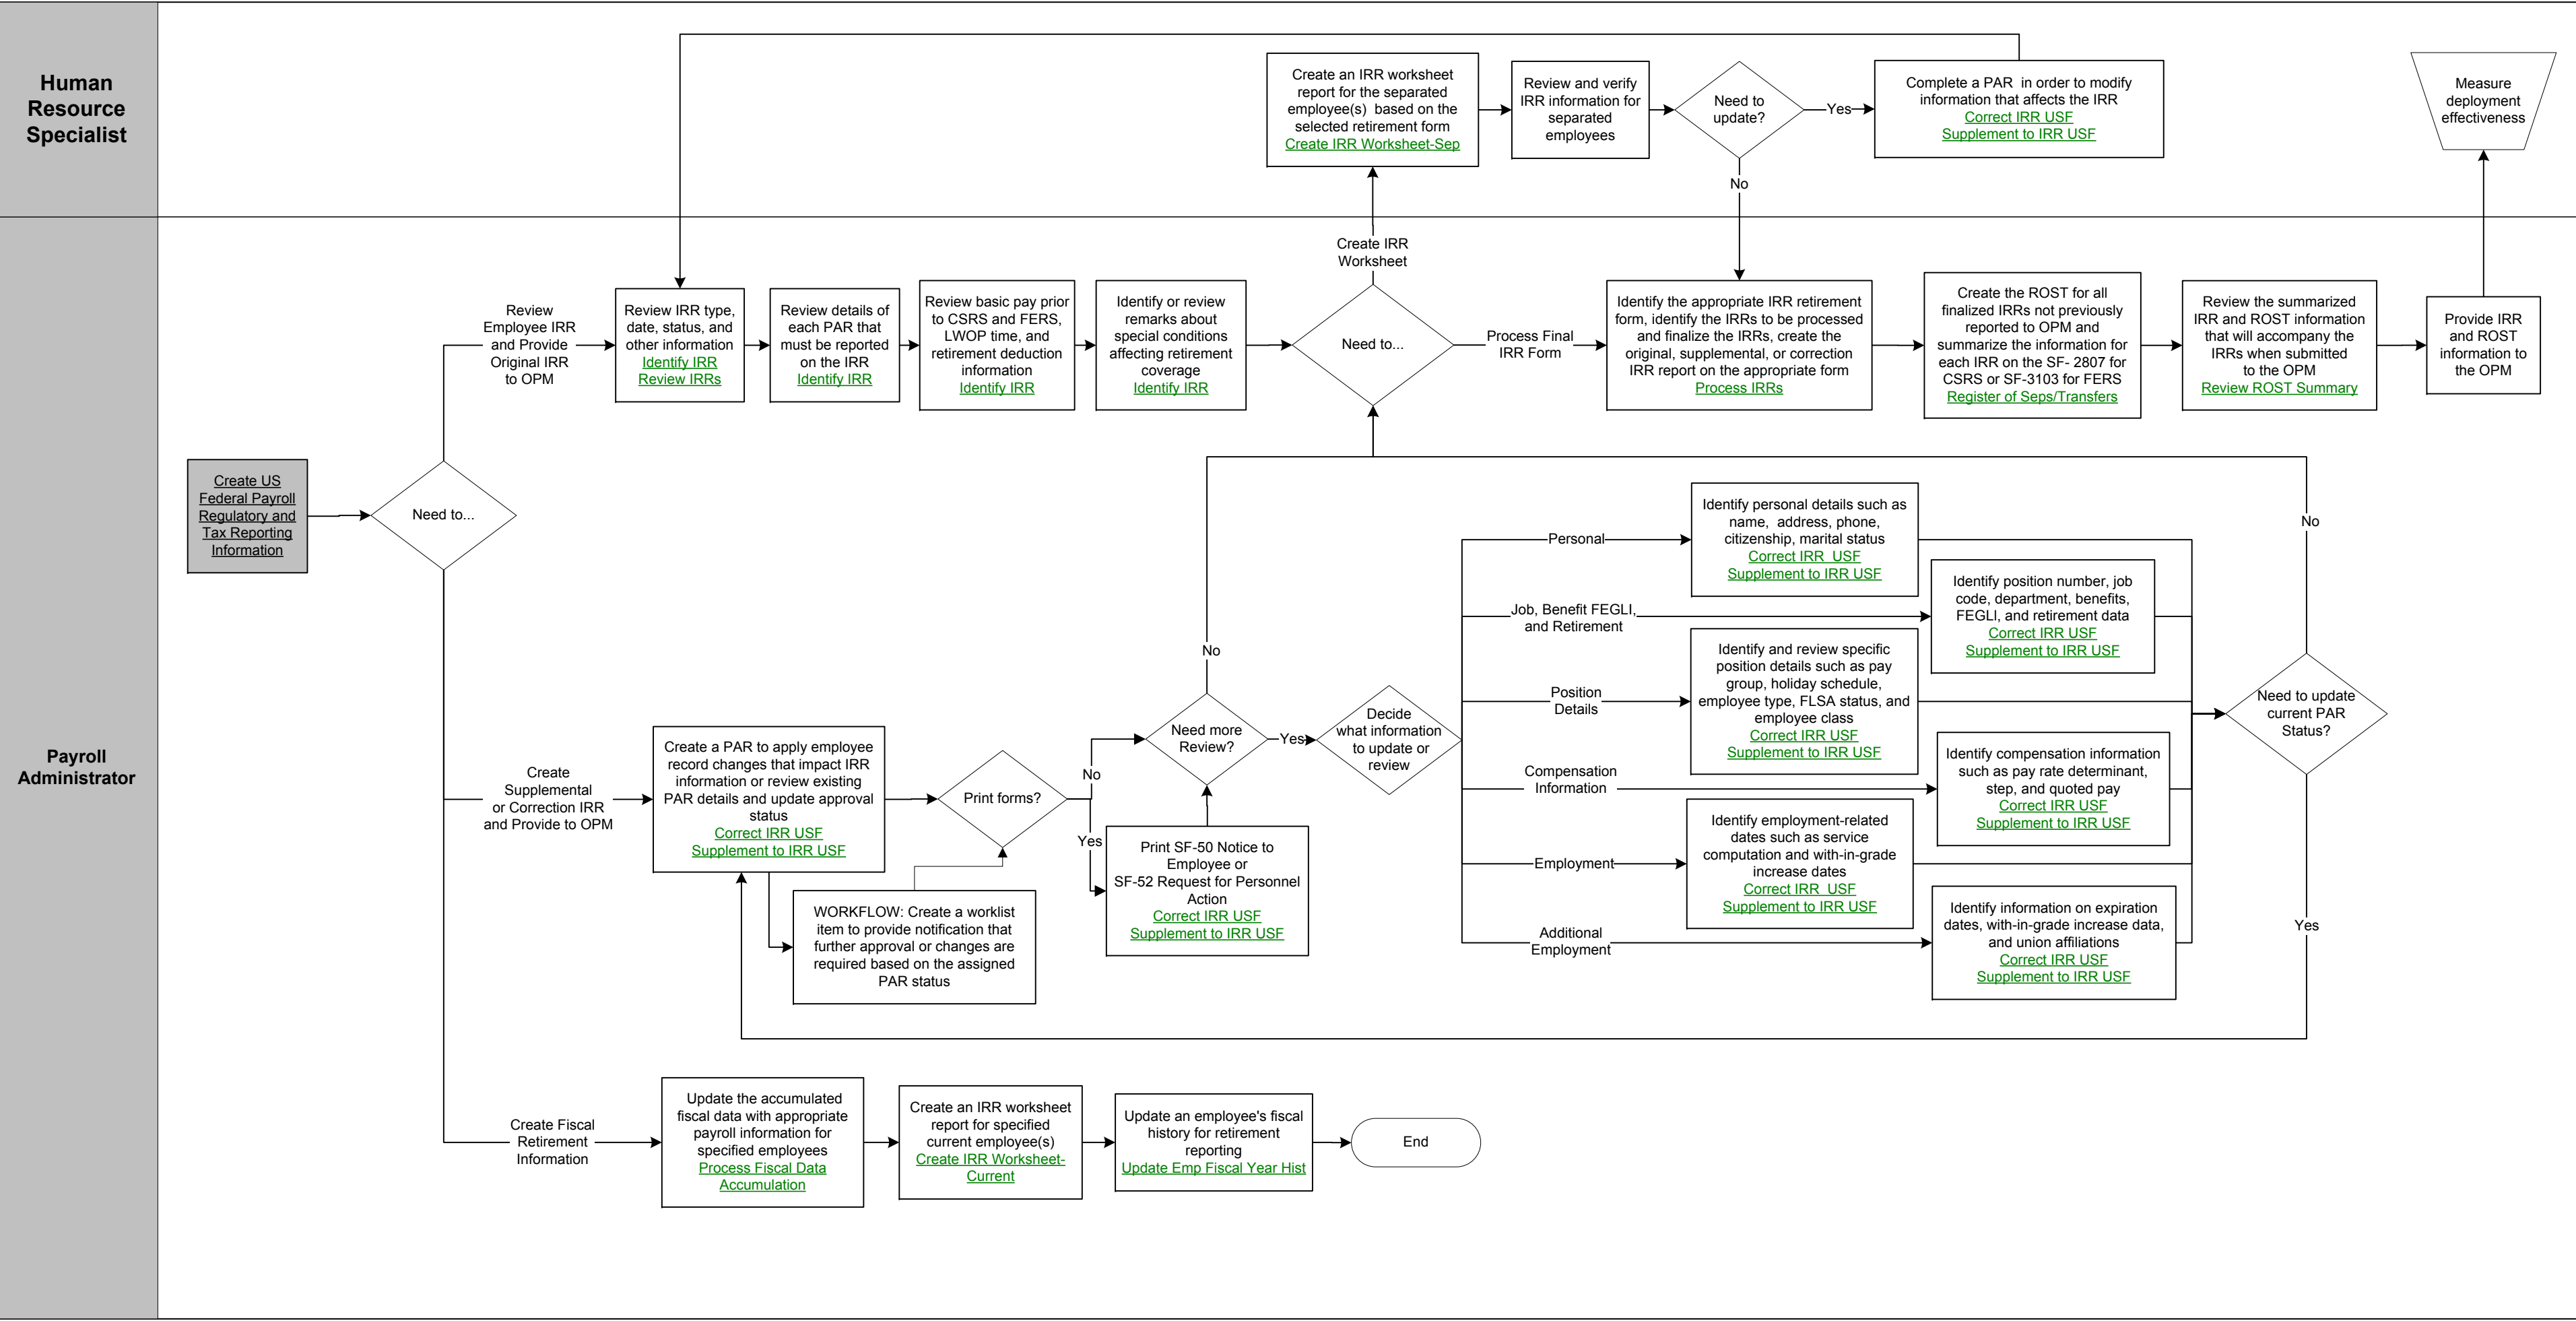 Human
Resource
Specialist
Create an IRR worksheet
report for the separated
employee(s) based on the
selected retirement form
Create IRR Worksheet-Sep
Review and verify
IRR information for
separated
employees
Need to
update?
Yes
No
Complete a PAR in order to modify
information that affects the IRR
Correct IRR USF
Supplement to IRR USF
Measure
deployment
effectiveness
Payroll
Administrator
Create US
Federal Payroll
Regulatory and
Tax Reporting
Information
Need to...
Review
Employee IRR
and Provide
Original IRR
to OPM
Review IRR type,
date, status, and
other information
Identify IRR
Review IRRs
Review details of
each PAR that
must be reported
on the IRR
Identify IRR
Review basic pay prior
to CSRS and FERS,
LWOP time, and
retirement deduction
information
Identify IRR
Identify or review
remarks about
special conditions
affecting retirement
coverage
Identify IRR
Create IRR
Worksheet
Need to...
Process Final
IRR Form
Identify the appropriate IRR retirement
form, identify the IRRs to be processed
and finalize the IRRs, create the
original, supplemental, or correction
IRR report on the appropriate form
Process IRRs
Create the ROST for all
finalized IRRs not previously
reported to OPM and
summarize the information for
each IRR on the SF- 2807 for
CSRS or SF-3103 for FERS
Register of Seps/Transfers
Review the summarized
IRR and ROST information
that will accompany the
IRRs when submitted
to the OPM
Review ROST Summary
Provide IRR
and ROST
information to
the OPM
Create
Supplemental
or Correction IRR
and Provide to OPM
Create a PAR to apply employee
record changes that impact IRR
information or review existing
PAR details and update approval
status
Correct IRR USF
Supplement to IRR USF
WORKFLOW: Create a worklist
item to provide notification that
further approval or changes are
required based on the assigned
PAR status
Print forms?
No
Yes
Print SF-50 Notice to
Employee or
SF-52 Request for Personnel
Action
Correct IRR USF
Supplement to IRR USF
Need more
Review?
No
Yes
Decide
what information
to update or
review
Personal
Identify personal details such as
name, address, phone,
citizenship, marital status
Correct IRR USF
Supplement to IRR USF
Job, Benefit FEGLI,
and Retirement
Identify position number, job
code, department, benefits,
FEGLI, and retirement data
Correct IRR USF
Supplement to IRR USF
Position
Details
Identify and review specific
position details such as pay
group, holiday schedule,
employee type, FLSA status, and
employee class
Correct IRR USF
Supplement to IRR USF
Compensation
Information
Identify compensation information
such as pay rate determinant,
step, and quoted pay
Correct IRR USF
Supplement to IRR USF
Employment
Identify employment-related
dates such as service
computation and with-in-grade
increase dates
Correct IRR USF
Supplement to IRR USF
Additional
Employment
Identify information on expiration
dates, with-in-grade increase data,
and union affiliations
Correct IRR USF
Supplement to IRR USF
No
Need to update
current PAR
Status?
Yes
Create Fiscal
Retirement
Information
Update the accumulated
fiscal data with appropriate
payroll information for
specified employees
Process Fiscal Data
Accumulation
Create an IRR worksheet
report for specified
current employee(s)
Create IRR Worksheet-
Current
Update an employee's fiscal
history for retirement
reporting
Update Emp Fiscal Year Hist
End